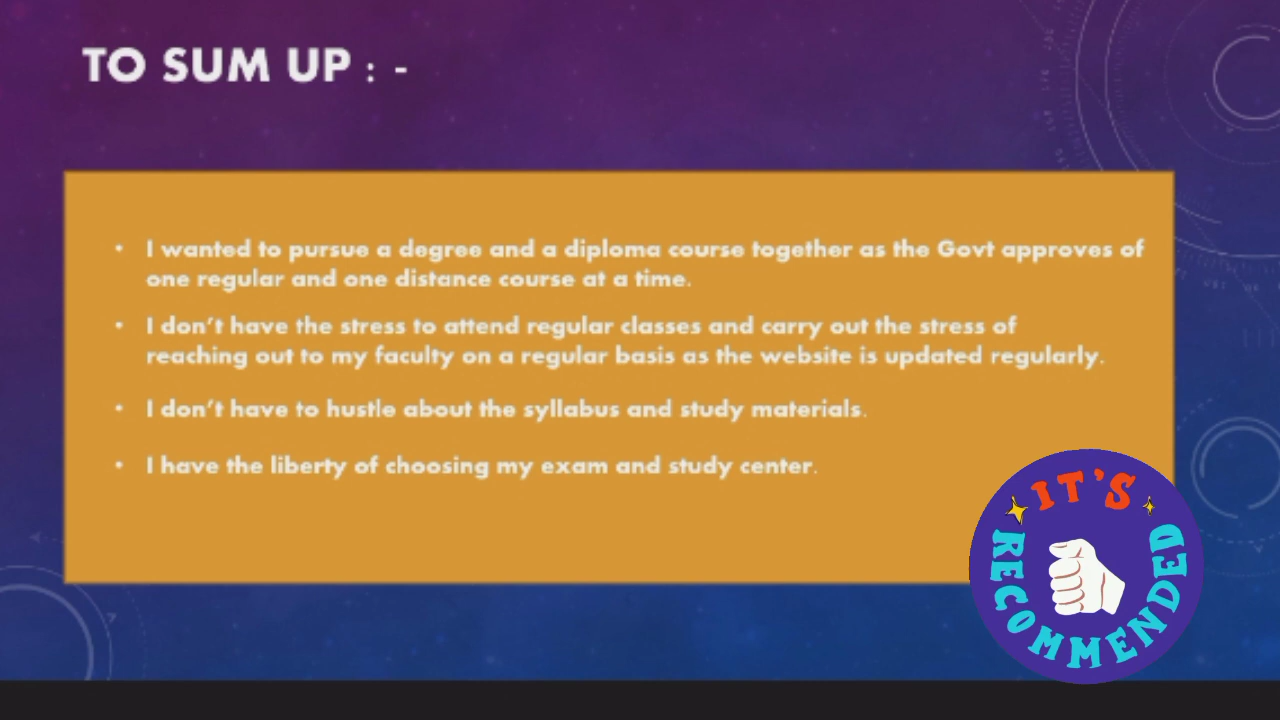 TO SUM UP : -
• I wanted to pursue a degree and a diploma course together as the Govt approves of
one regular and one distance course at a time.
• I don't have the stress to attend regular classes and carry out the stress of
reaching out to my faculty on a regular basis as the website is updated regularly.
• I don't have to hustle about the syllabus and study materials.
• I have the liberty of choosing my exam and study center.
IT'S
RECOMMENDED